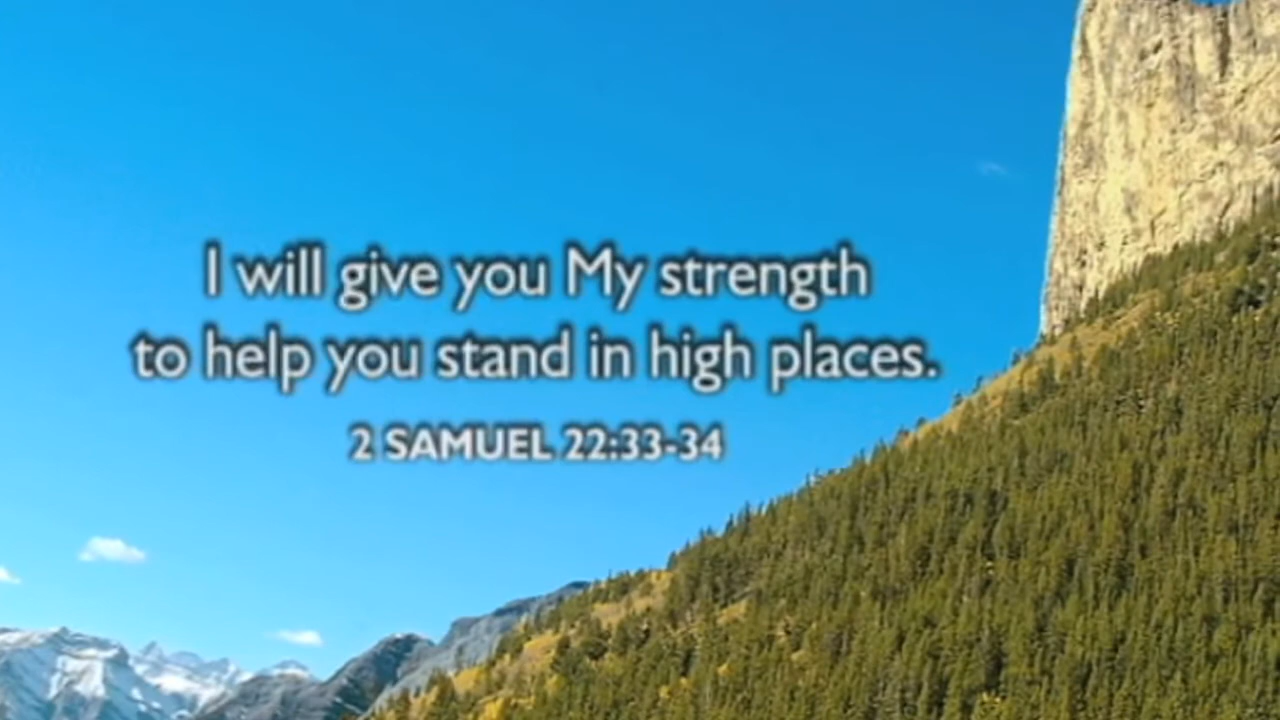 I will give you My strength
to help you stand in high places.
2 SAMUEL 22:33-34